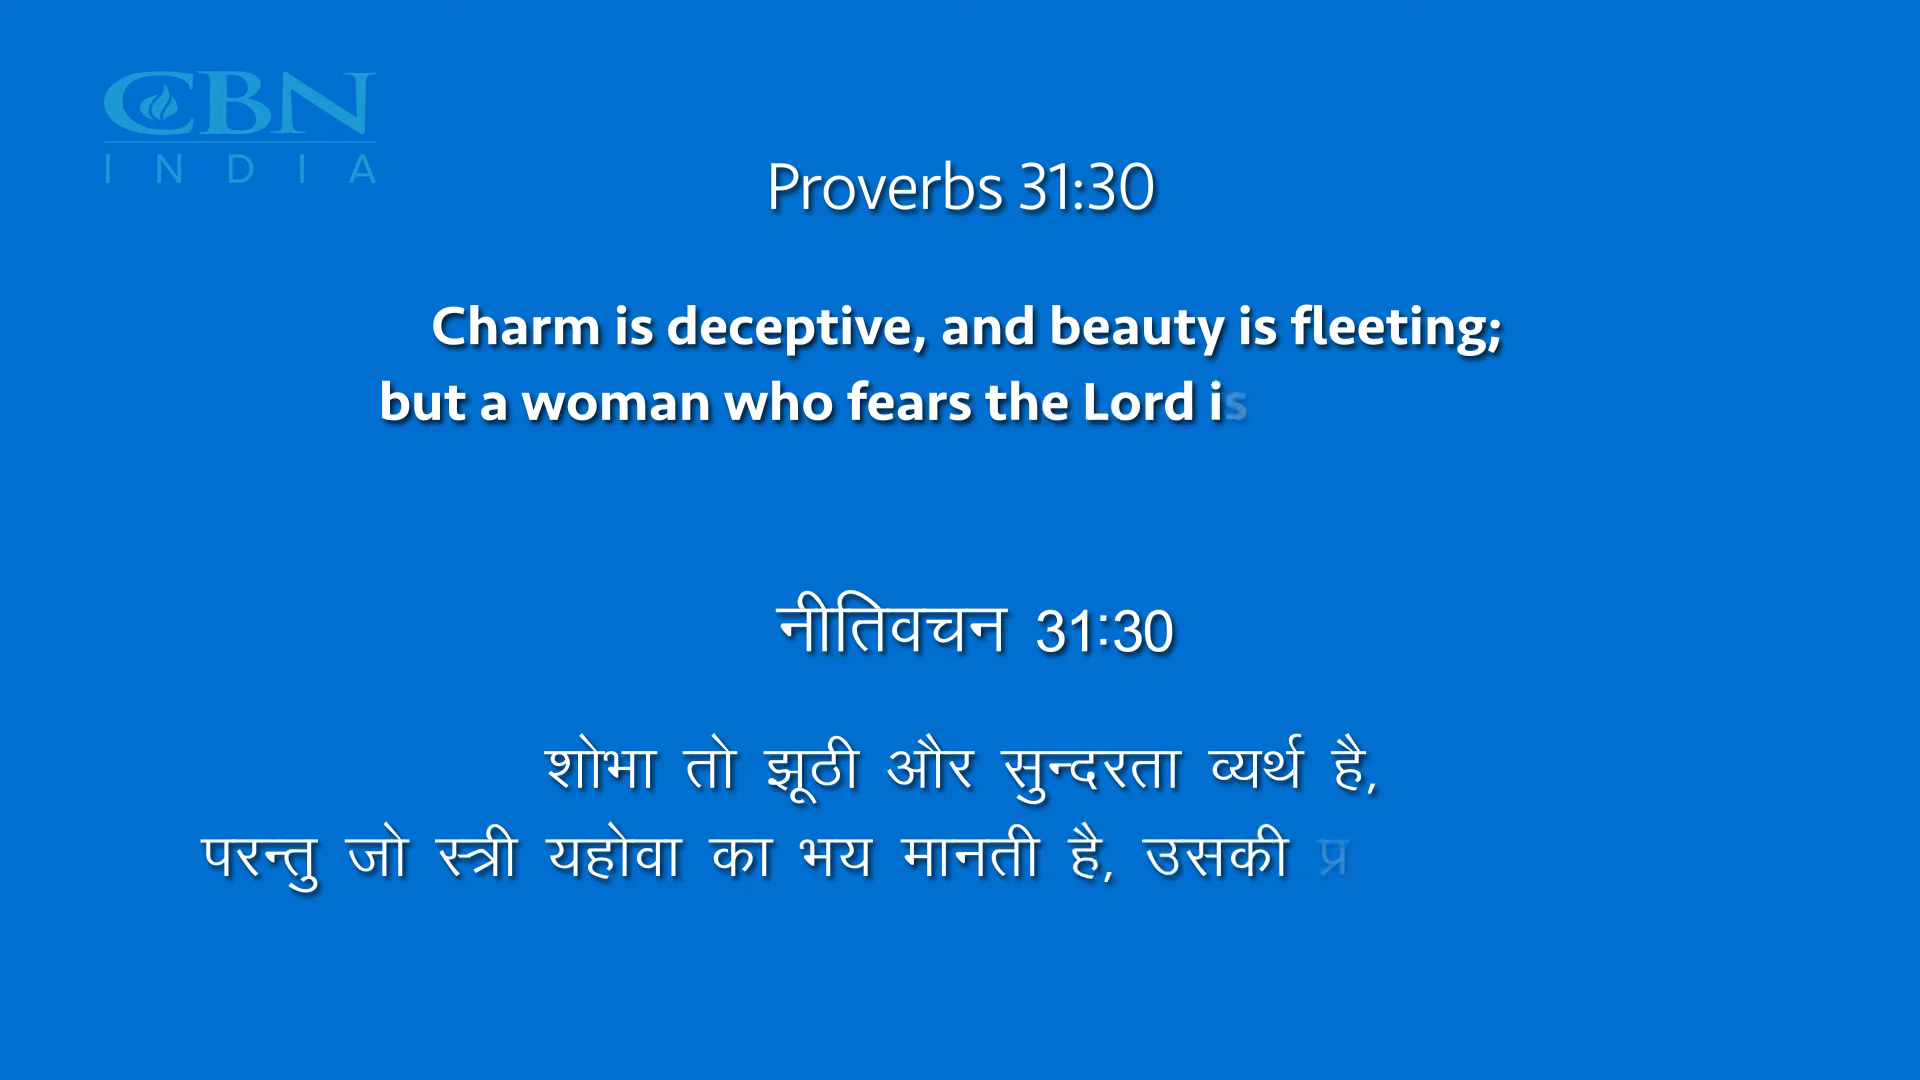 CBN
INDIA
Proverbs 31:30
Charm is deceptive, and beauty is fleeting;
but a woman who fears the Lord is
नीतिवचन 31:30
शोभा तो झूठी और सुन्दरता व्यर्थ है,
परन्तु जो स्त्री यहोवा का भय मानती है, उसकी प्र